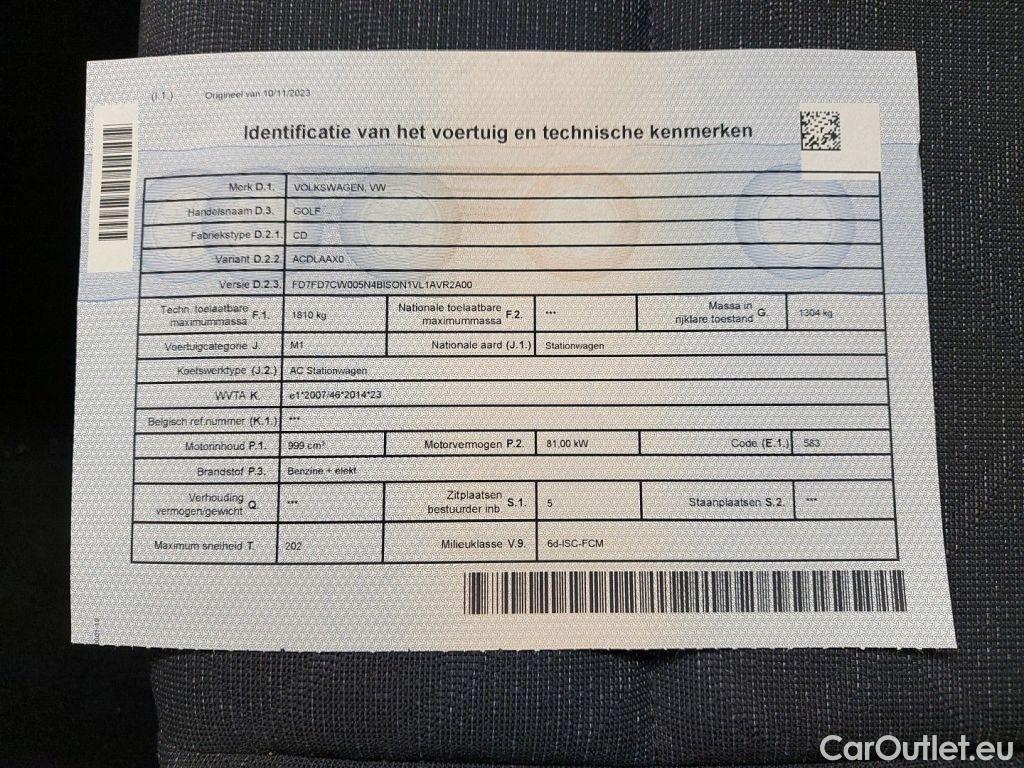 (I.1.) Origineel van 10/11/2023
Identificatie van het voertuig en technische kenmerken
Merk D.1. VOLKSWAGEN, VW
Handelsnaam D.3. GOLF
Fabriekstype D.2.1. CD
Variant D.2.2. ACDLAAX0
Versie D.2.3. FD7FD7CW005N4BISON1VL1AVR2A00
Techn. toelaatbare maximummassa F.1. 1810 kg Nationale toelaatbare maximummassa F.2. *** Massa in rijklare toestand G. 1304 kg
Voertuigcategorie J. M1 Nationale aard (J.1.) Stationwagen
Koetswerktype (J.2.) AC Stationwagen
WVTA K. e1*2007/46*2014*23
Belgisch ref.nummer (K.1.) ***
Motorinhoud P.1. 999 cm³ Motorvermogen P.2. 81,00 kW Code (E.1.) 583
Brandstof P.3. Benzine + elekt
Verhouding vermogen/gewicht Q. *** Zitplaatsen bestuurder inb. S.1. 5 Staanplaatsen S.2. ***
Maximum snelheid T. 202 Milieuklasse V.9. 6d-ISC-FCM
CarOutlet.eu